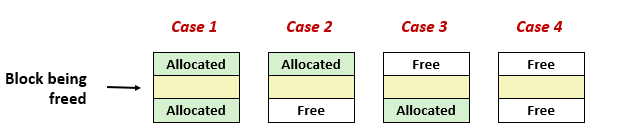 Case 1 Case 2 Case 3 Case 4
Allocated Allocated Free Free
Block being
freed
Allocated Free Allocated Free